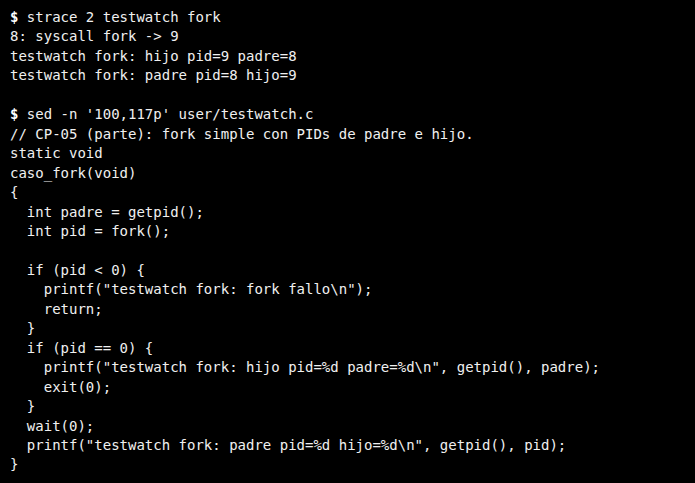 $ strace 2 testwatch fork
8: syscall fork -> 9
testwatch fork: hijo pid=9 padre=8
testwatch fork: padre pid=8 hijo=9

$ sed -n '100,117p' user/testwatch.c
// CP-05 (parte): fork simple con PIDs de padre e hijo.
static void
caso_fork(void)
{
  int padre = getpid();
  int pid = fork();

  if (pid < 0) {
    printf("testwatch fork: fork fallo\n");
    return;
  }
  if (pid == 0) {
    printf("testwatch fork: hijo pid=%d padre=%d\n", getpid(), padre);
    exit(0);
  }
  wait(0);
  printf("testwatch fork: padre pid=%d hijo=%d\n", getpid(), pid);
}